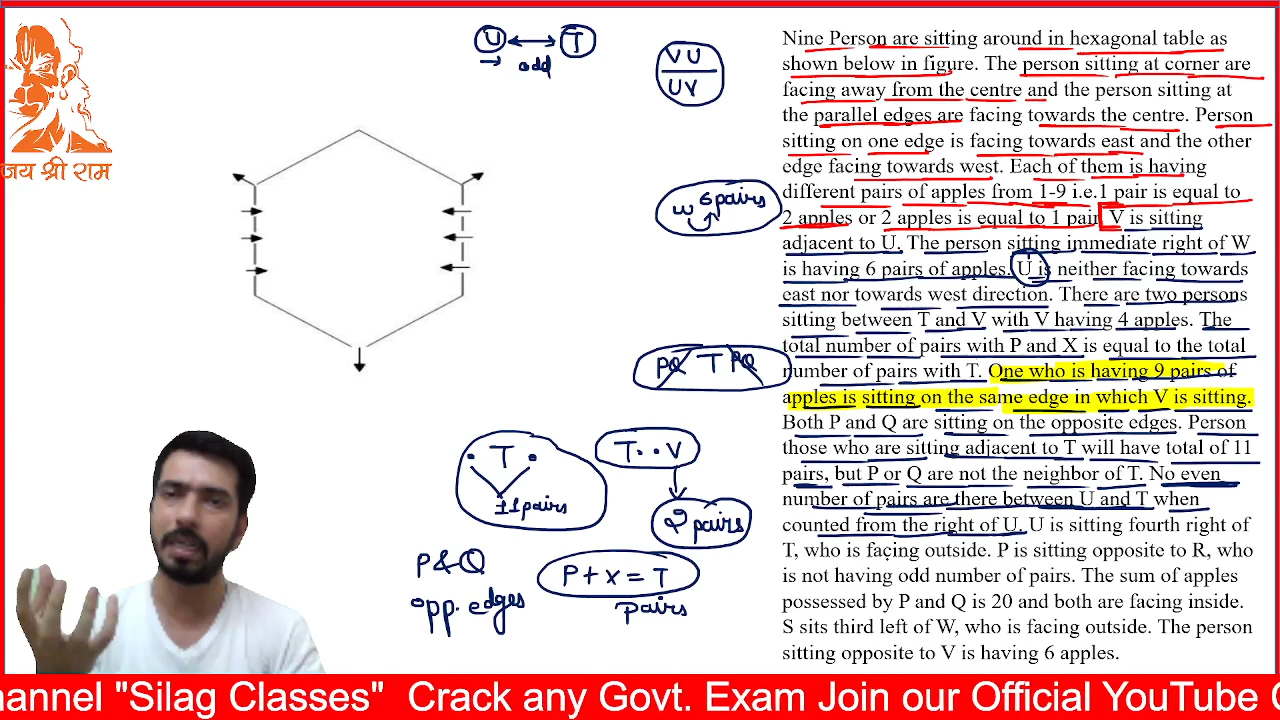 Nine Person are sitting around in hexagonal table as
shown below in figure. The person sitting at corner are
facing away from the centre and the person sitting at
the parallel edges are facing towards the centre. Person
sitting on one edge is facing towards east and the other
edge facing towards west. Each of them is having
different pairs of apples from 1-9 i.e.1 pair is equal to
2 apples or 2 apples is equal to 1 pair V is sitting
adjacent to U. The person sitting immediate right of W
is having 6 pairs of apples. U is neither facing towards
east nor towards west direction. There are two persons
sitting between T and V with V having 4 apples. The
total number of pairs with P and X is equal to the total
number of pairs with T. One who is having 9 pairs of
apples is sitting on the same edge in which V is sitting.
Both P and Q are sitting on the opposite edges. Person
those who are sitting adjacent to T will have total of 11
pairs, but P or Q are not the neighbor of T. No even
number of pairs are there between U and T when
counted from the right of U. U is sitting fourth right of
T, who is facing outside. P is sitting opposite to R, who
is not having odd number of pairs. The sum of apples
possessed by P and Q is 20 and both are facing inside.
S sits third left of W, who is facing outside. The person
sitting opposite to V is having 6 apples.
U T
odd
VU
UV
W 6 pairs
PQ T PQ
T
11 pairs
T . . V
2 pairs
P & Q
opp. edges
P + x = T
pairs
जय श्री राम
hannel "Silag Classes" Crack any Govt. Exam Join our Official YouTube